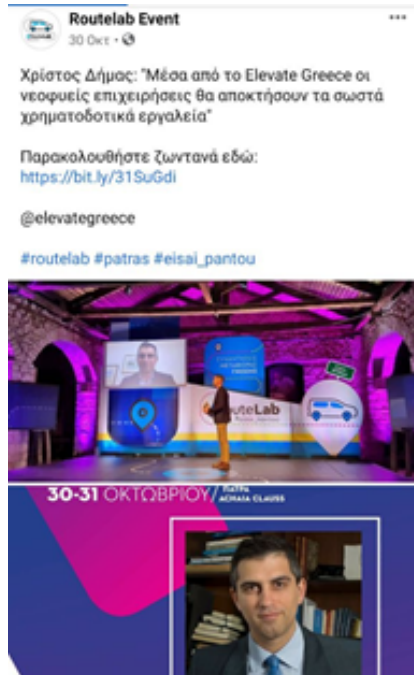 Routelab Event
30 Οκτ
Χρίστος Δήμας: "Μέσα από το Elevate Greece οι
νεοφυείς επιχειρήσεις θα αποκτήσουν τα σωστά
χρηματοδοτικά εργαλεία"
Παρακολουθήστε ζωντανά εδώ:
https://bit.ly/31SuGdi
@elevategreece
#routelab #patras #eisai_pantou
RouteLab
30-31 ΟΚΤΩΒΡΙΟΥ/ ΠΑΤΡΑ
ACHAIA CLAUSS